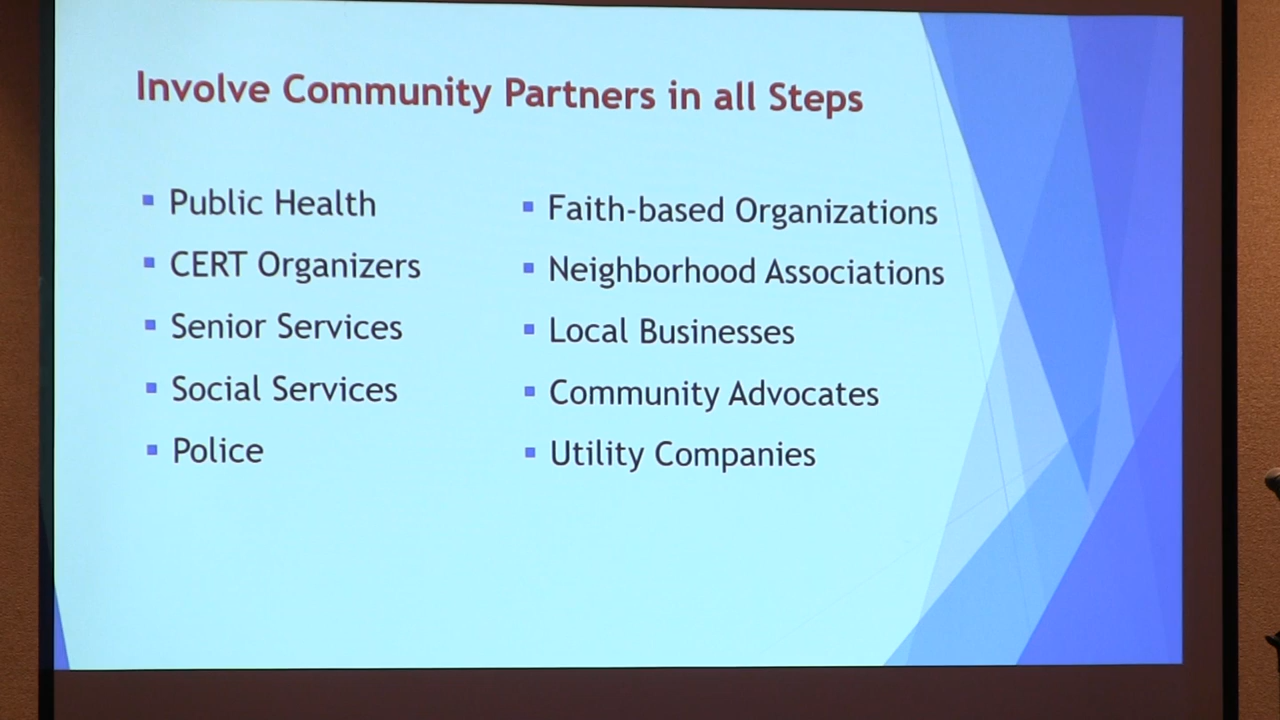 Involve Community Partners in all Steps
Public Health
CERT Organizers
Senior Services
Social Services
Police
Faith-based Organizations
Neighborhood Associations
Local Businesses
Community Advocates
Utility Companies